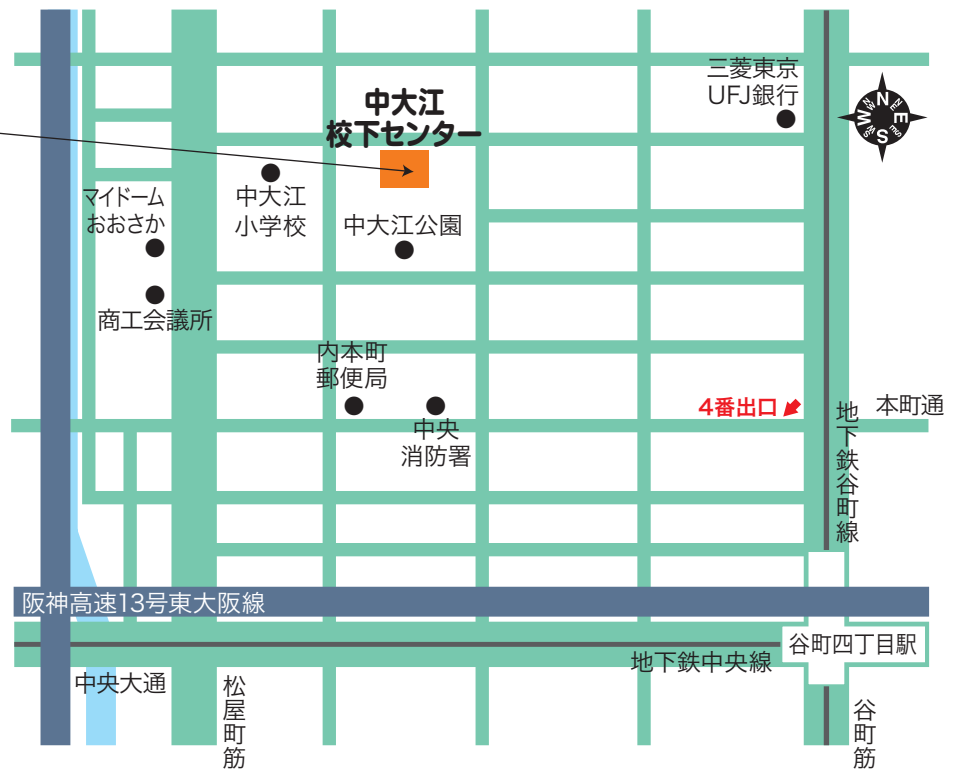 三菱東京
UFJ銀行
N
E
S
W
中大江
校下センター
マイドーム
おおさか
中大江
小学校
中大江公園
商工会議所
内本町
郵便局
中央
消防署
4番出口
本町通
地下鉄谷町線
阪神高速13号東大阪線
谷町四丁目駅
地下鉄中央線
中央大通
松屋町筋
谷町筋